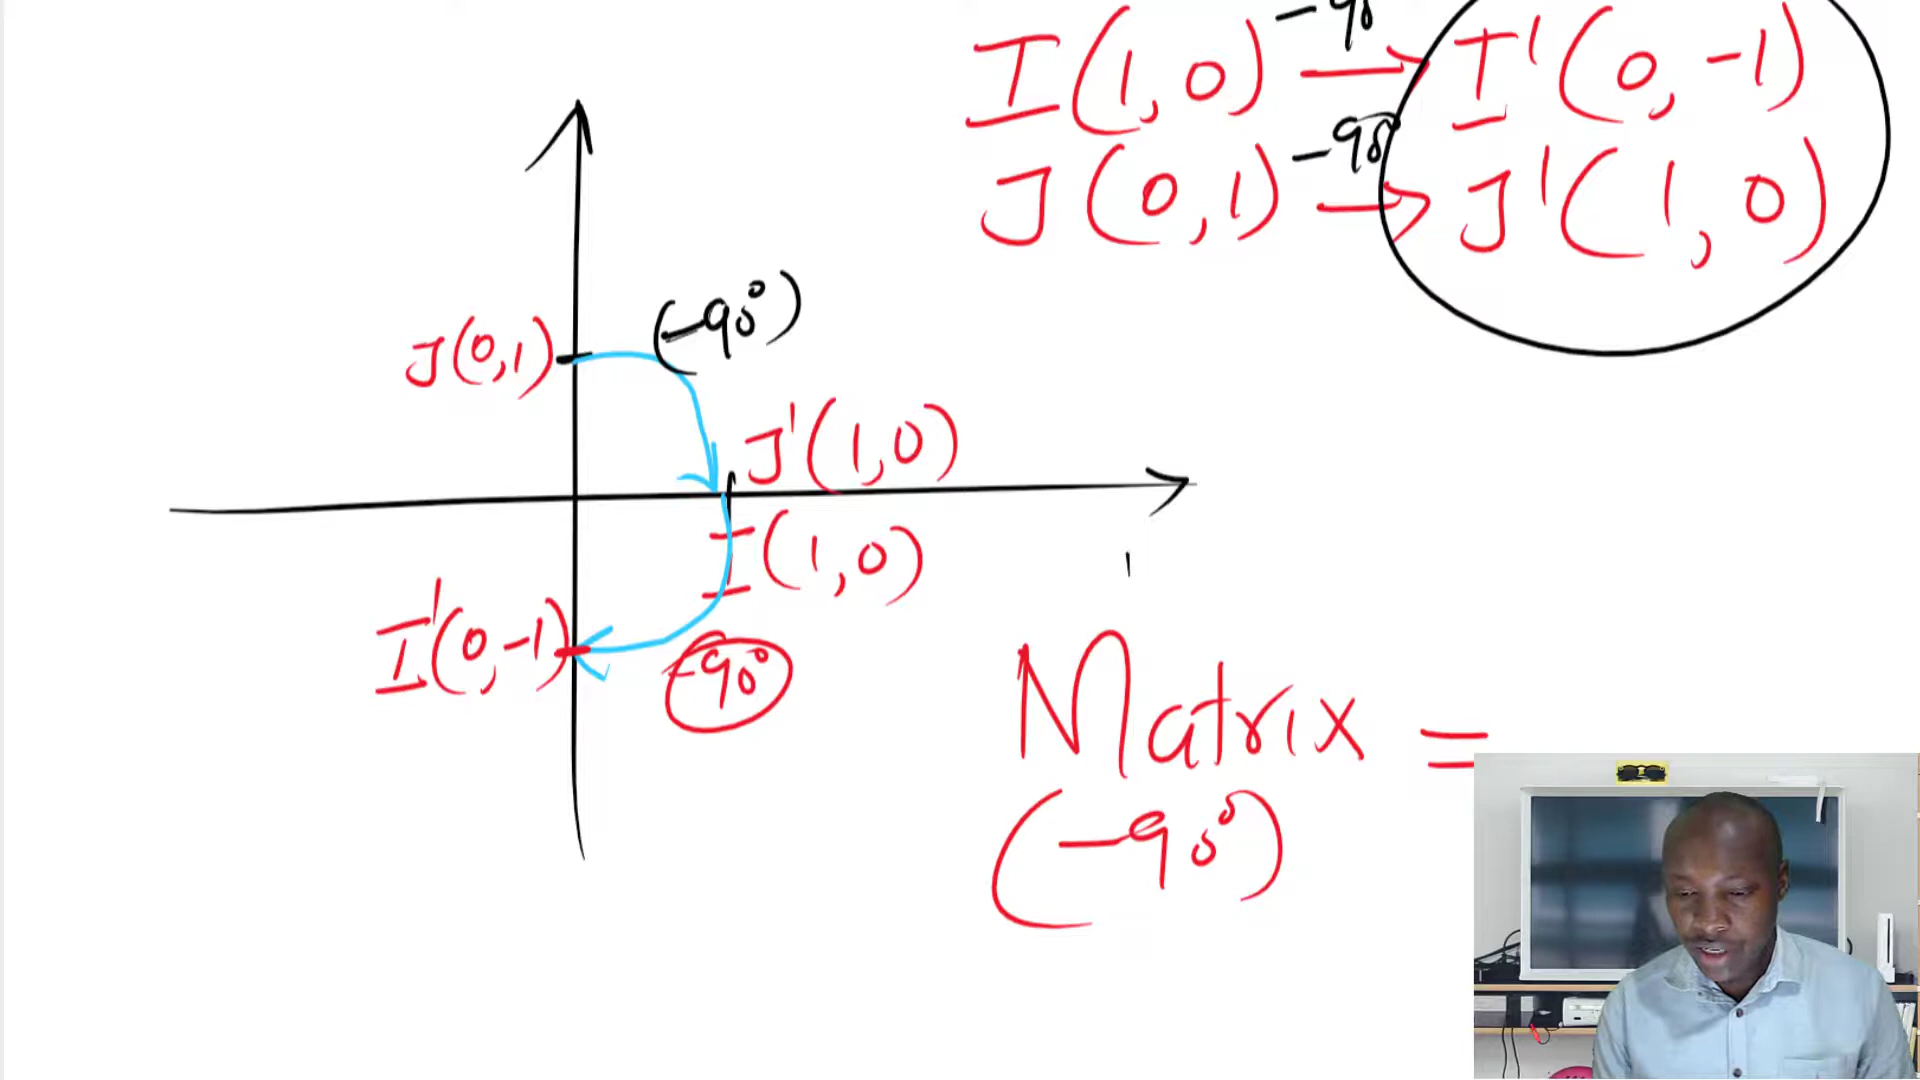 -90
I(1,0) → I'(0,-1)
-90°
J(0,1) → J'(1,0)
(-90°)
J(0,1)
J'(1,0)
I(1,0)
I'(0,-1)
-90°
Matrix =
(-90°)